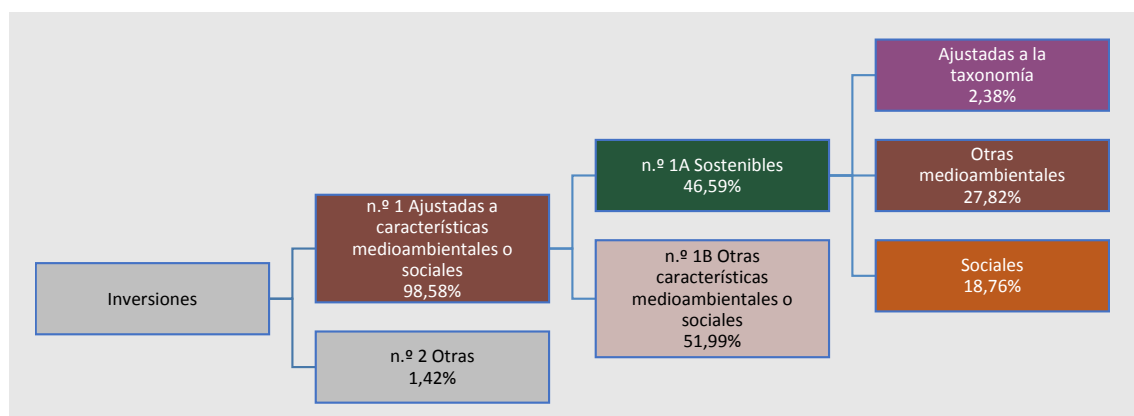 Inversiones
n.º 1 Ajustadas a
características
medioambientales o
sociales
98,58%
n.º 2 Otras
1,42%
n.º 1A Sostenibles
46,59%
n.º 1B Otras
características
medioambientales o
sociales
51,99%
Ajustadas a la
taxonomía
2,38%
Otras
medioambientales
27,82%
Sociales
18,76%